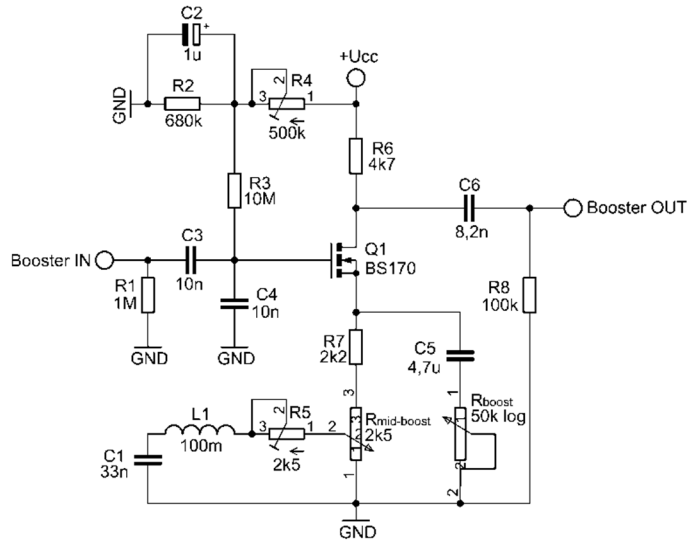 C2
+
1u
+Ucc
GND
R2
680k
R4
2
3
1
500k
R6
4k7
R3
10M
C6
8,2n
Booster OUT
Booster IN
C3
10n
Q1
BS170
R1
1M
C4
10n
R8
100k
GND
GND
R7
2k2
C5
4,7u
3
1
Rboost
50k log
L1
100m
R5
2
3
1
2k5
2
Rmid-boost
2k5
C1
33n
1
2
GND